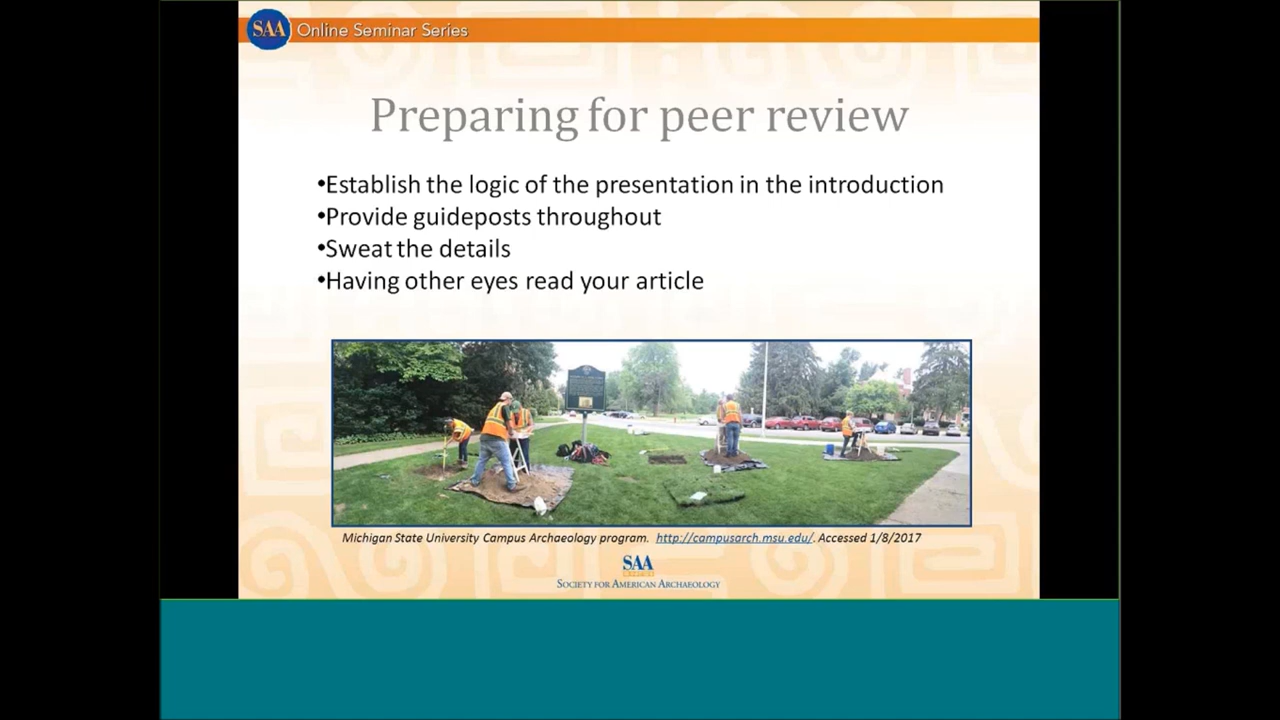 SAA Online Seminar Series
Preparing for peer review
•Establish the logic of the presentation in the introduction
•Provide guideposts throughout
•Sweat the details
•Having other eyes read your article
Michigan State University Campus Archaeology program. http://campusarch.msu.edu/. Accessed 1/8/2017
SAA
SOCIETY FOR AMERICAN ARCHAEOLOGY